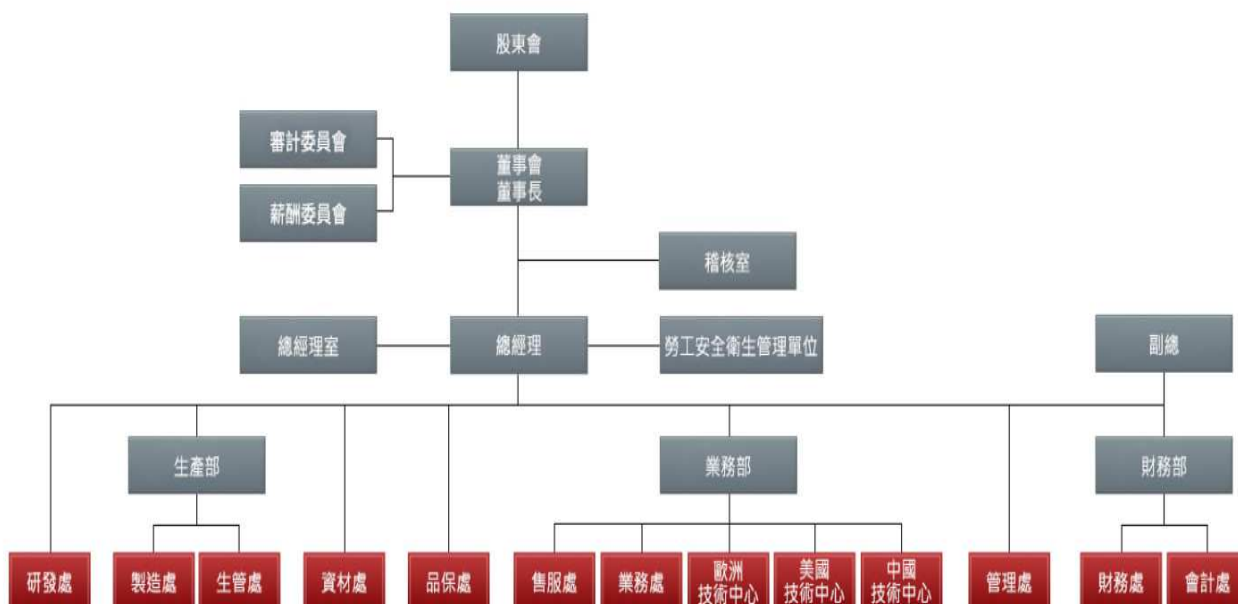 股東會
審計委員會
董事會
董事長
薪酬委員會
稽核室
總經理室
總經理
勞工安全衛生管理單位
副總
生產部
業務部
財務部
研發處
製造處
生管處
資材處
品保處
售服處
業務處
歐洲
技術中心
美國
技術中心
中國
技術中心
管理處
財務處
會計處